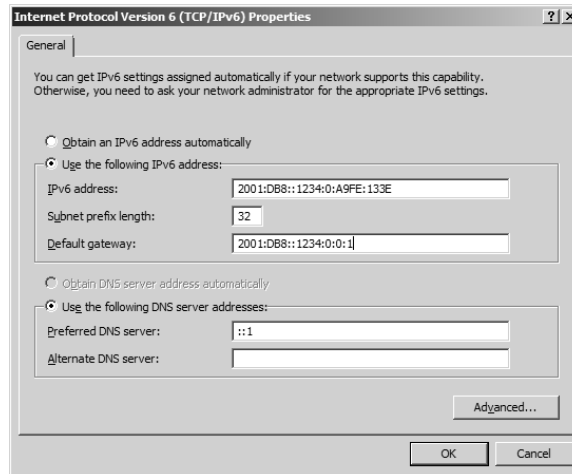 Internet Protocol Version 6 (TCP/IPv6) Properties
General
You can get IPv6 settings assigned automatically if your network supports this capability.
Otherwise, you need to ask your network administrator for the appropriate IPv6 settings.
Obtain an IPv6 address automatically
Use the following IPv6 address:
IPv6 address: 2001:DB8::1234:0:A9FE:133E
Subnet prefix length: 32
Default gateway: 2001:DB8::1234:0:0:1
Obtain DNS server address automatically
Use the following DNS server addresses:
Preferred DNS server: ::1
Alternate DNS server:
Advanced...
OK Cancel